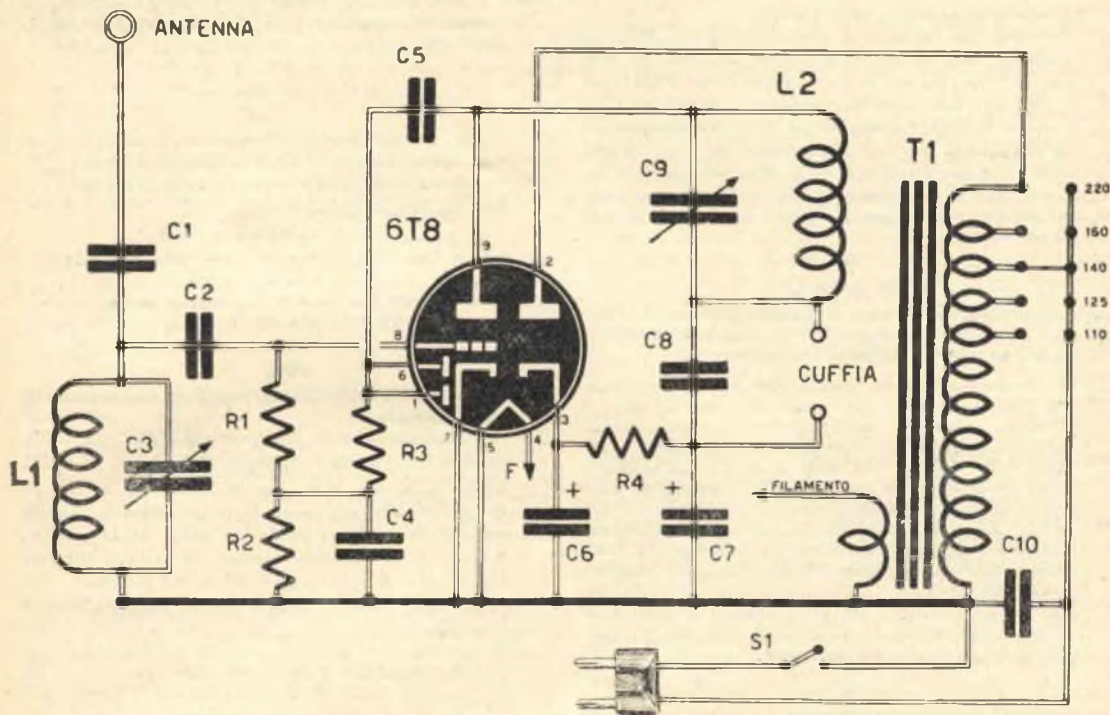 ANTENNA
C5
L2
C1
C9
T1
220
6T8
160
9
2
140
C2
125
C8
8
110
6
CUFFIA
1
R1
3
C3
7
5
4
R3
L1
F
R4
+
+
FILAMENTO
C4
R2
C6
C7
C10
S1